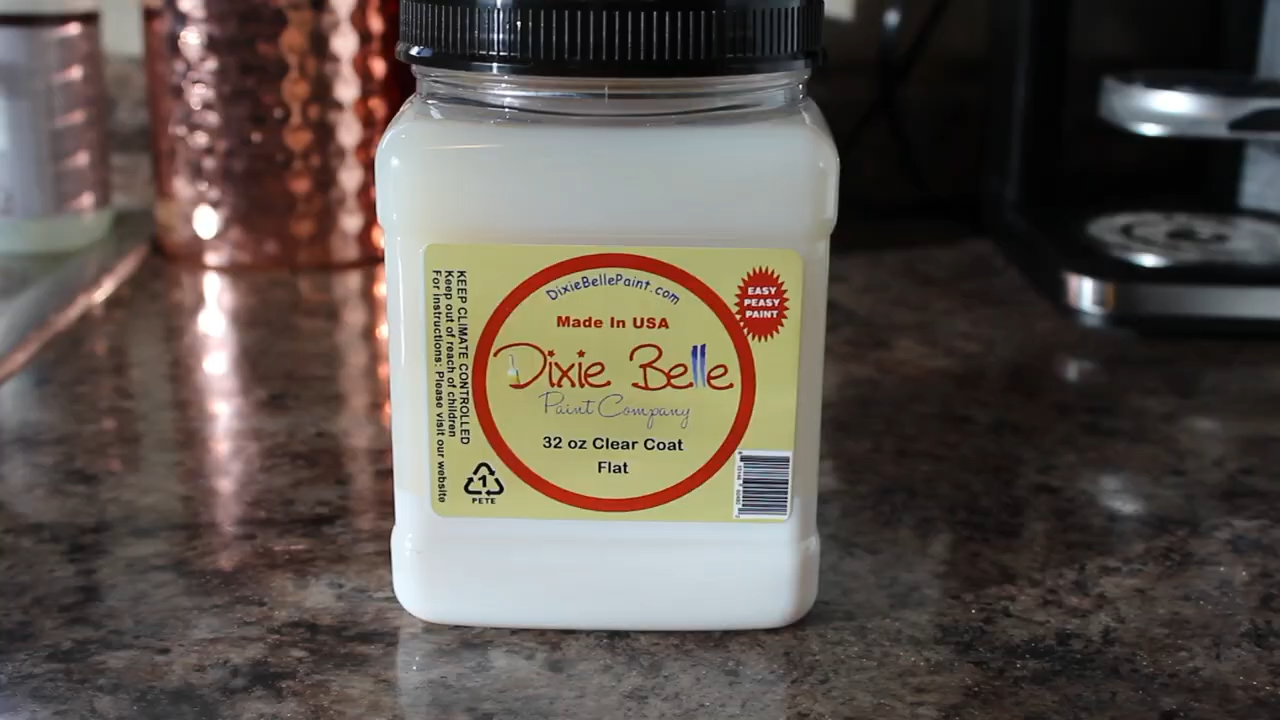 DixieBellePaint.com
Made In USA
Dixie Belle
Paint Company
32 oz Clear Coat
Flat
EASY
PEASY
PAINT
KEEP CLIMATE CONTROLLED
Keep out of reach of children
For instructions: Please visit our website
1
PETE